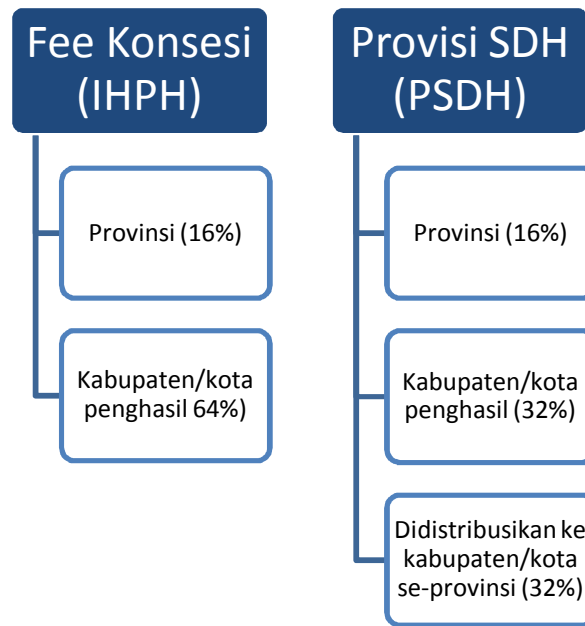 Fee Konsesi
(IHPH)
Provinsi (16%)
Kabupaten/kota
penghasil 64%)
Provisi SDH
(PSDH)
Provinsi (16%)
Kabupaten/kota
penghasil (32%)
Didistribusikan ke
kabupaten/kota
se-provinsi (32%)